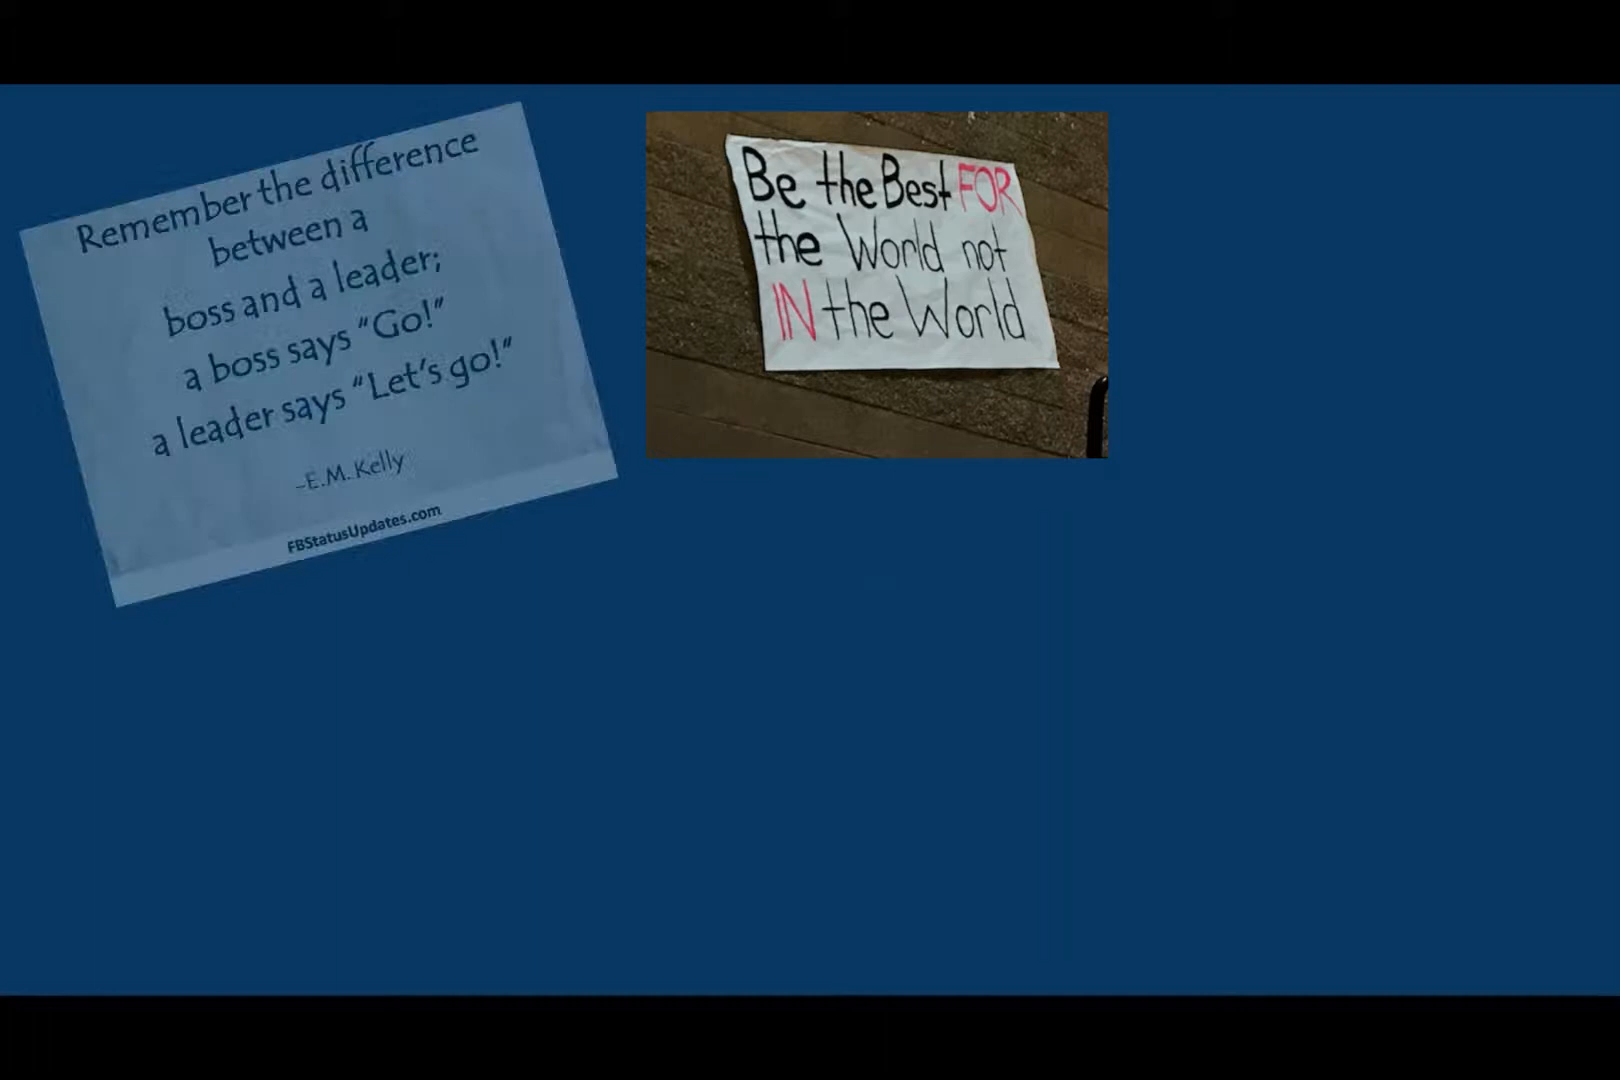 Remember the difference
between a
boss and a leader;
a boss says “Go!”
a leader says “Let’s go!”
–E.M. Kelly
FBStatusUpdates.com
Be the Best FOR
the World not
IN the World